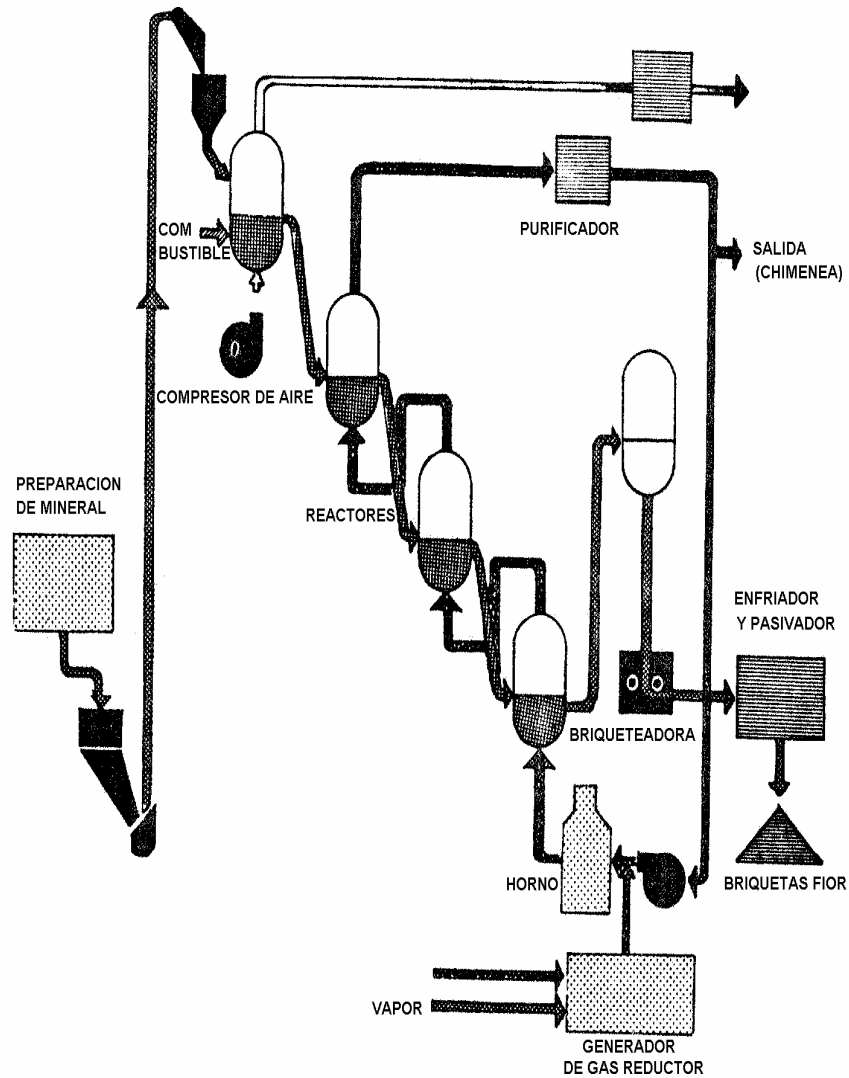 PURIFICADOR
COM
BUSTIBLE
SALIDA
(CHIMENEA)
COMPRESOR DE AIRE
PREPARACION
DE MINERAL
REACTORES
ENFRIADOR
Y PASIVADOR
BRIQUETEADORA
HORNO
BRIQUETAS FIOR
VAPOR
GENERADOR
DE GAS REDUCTOR